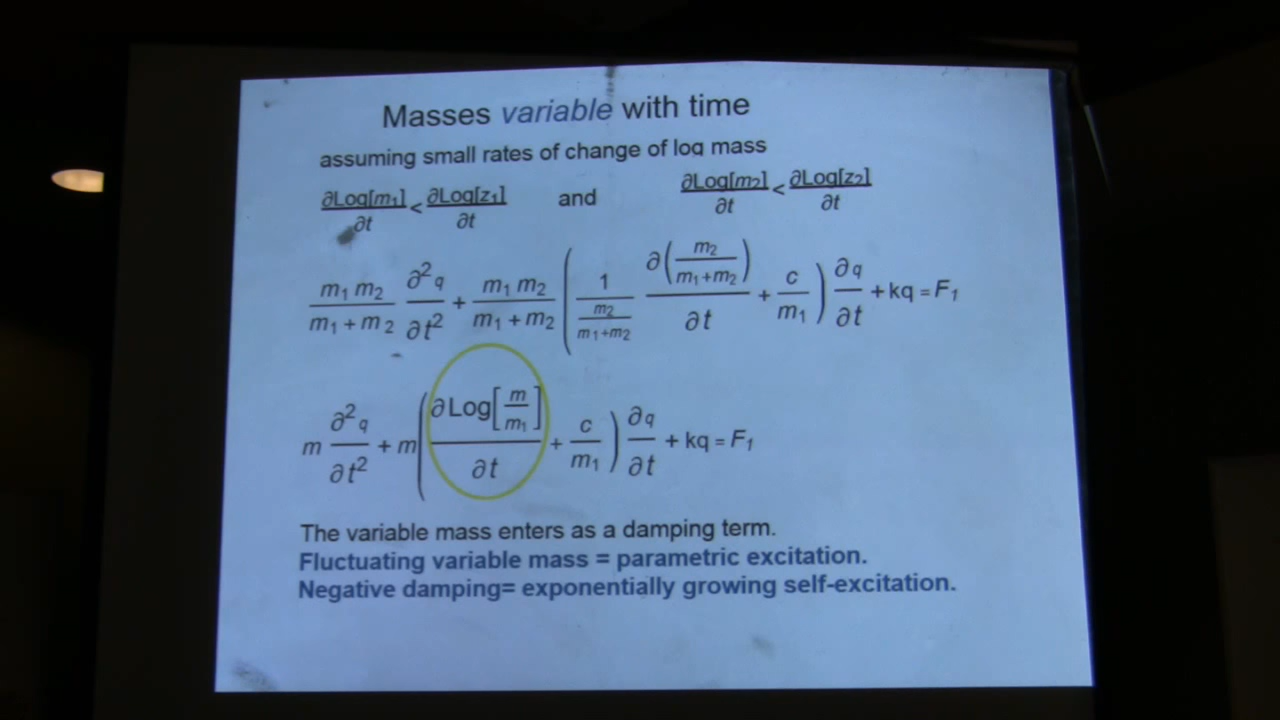 Masses variable with time
assuming small rates of change of log mass
∂Log[m₁]/∂t < ∂Log[z₁]/∂t and ∂Log[m₂]/∂t < ∂Log[z₂]/∂t
m₁ m₂/(m₁ + m₂) ∂²q/∂t² + m₁ m₂/(m₁ + m₂) ( 1/(m₂/(m₁+m₂)) ∂(m₂/(m₁+m₂))/∂t + c/m₁ ) ∂q/∂t + kq = F₁
m ∂²q/∂t² + m ( ∂Log[m/m₁]/∂t + c/m₁ ) ∂q/∂t + kq = F₁
The variable mass enters as a damping term.
Fluctuating variable mass = parametric excitation.
Negative damping= exponentially growing self-excitation.